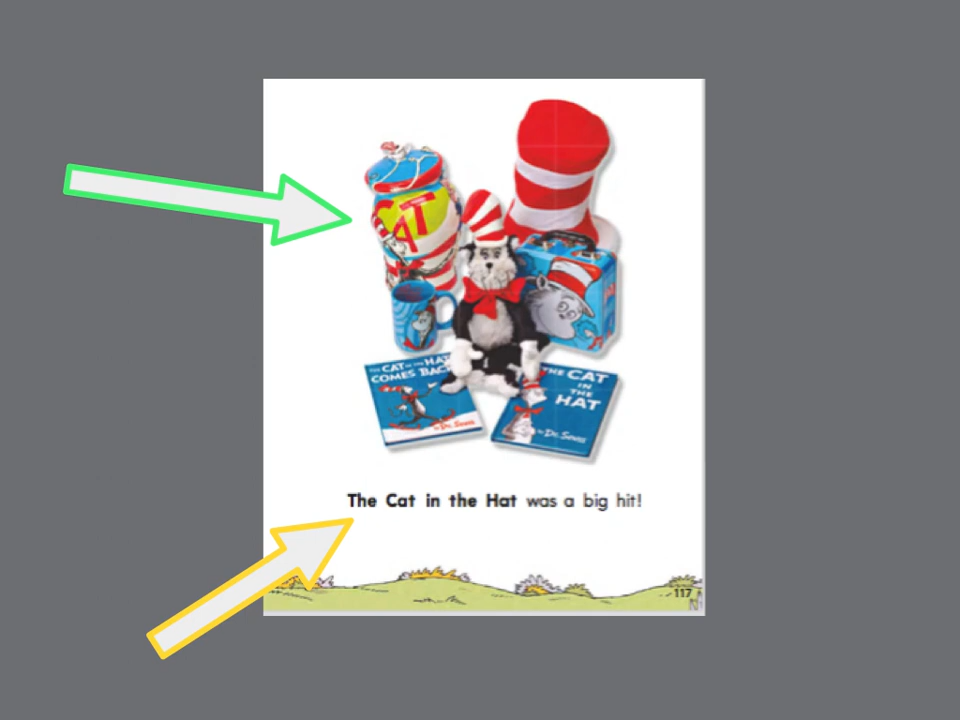 CAT
THE CAT IN THE HAT
COMES BACK
by Dr. Seuss
THE CAT
IN
THE
HAT
by Dr. Seuss
The Cat in the Hat was a big hit!
117